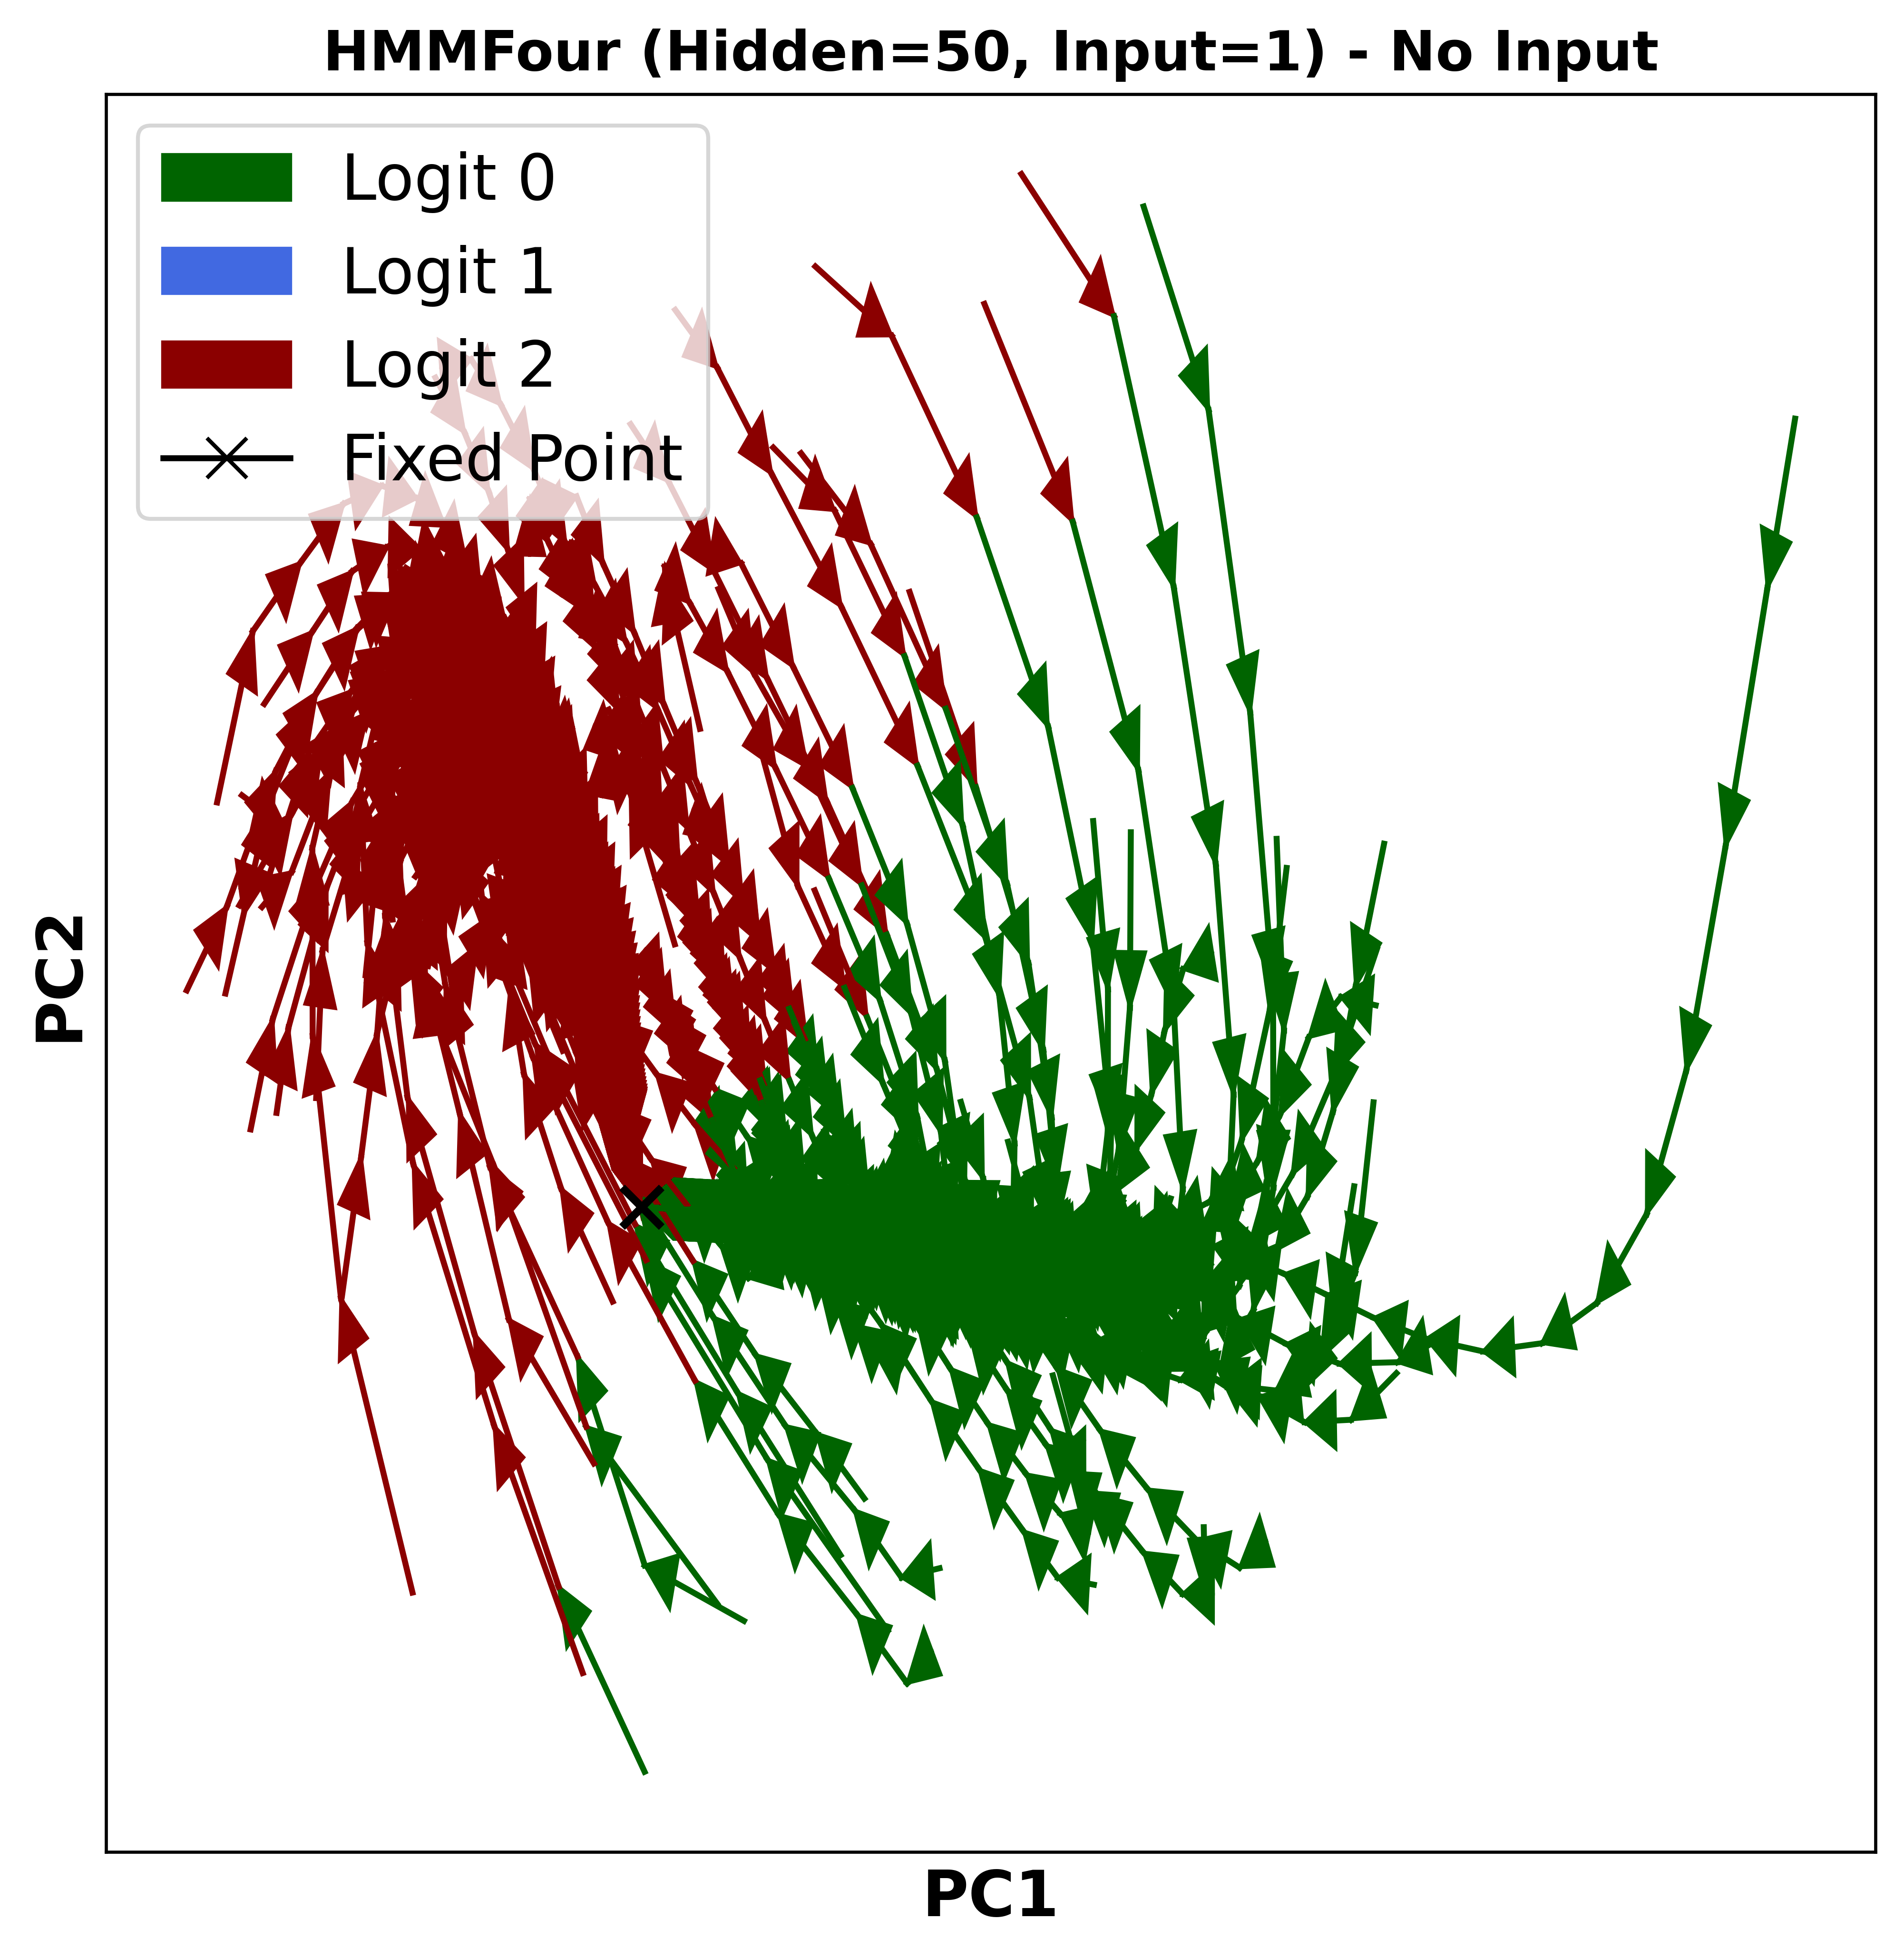 HMMFour (Hidden=50, Input=1) - No Input
Logit 0
Logit 1
Logit 2
Fixed Point
PC2
PC1